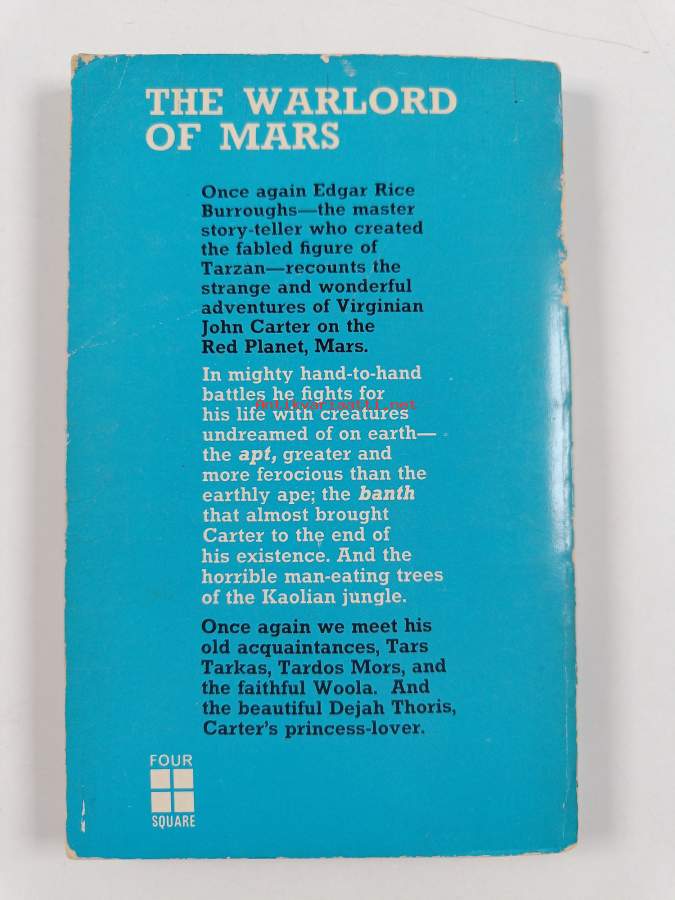 THE WARLORD
OF MARS
Once again Edgar Rice
Burroughs—the master
story-teller who created
the fabled figure of
Tarzan—recounts the
strange and wonderful
adventures of Virginian
John Carter on the
Red Planet, Mars.
In mighty hand-to-hand
battles he fights for
Antikvariaatti.net
his life with creatures
undreamed of on earth—
the apt, greater and
more ferocious than the
earthly ape; the banth
that almost brought
Carter to the end of
his existence. And the
horrible man-eating trees
of the Kaolian jungle.
Once again we meet his
old acquaintances, Tars
Tarkas, Tardos Mors, and
the faithful Woola. And
the beautiful Dejah Thoris,
Carter's princess-lover.
FOUR
SQUARE